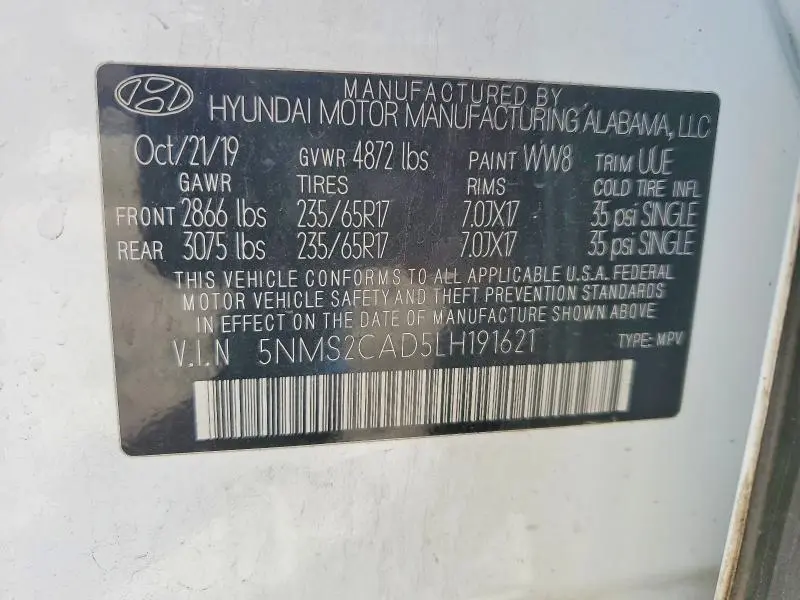 MANUFACTURED BY
HYUNDAI MOTOR MANUFACTURING ALABAMA, LLC
Oct/21/19 GVWR 4872 lbs PAINT WW8 TRIM UUE
GAWR TIRES RIMS COLD TIRE INFL
FRONT 2866 lbs 235/65R17 7.0JX17 35 psi SINGLE
REAR 3075 lbs 235/65R17 7.0JX17 35 psi SINGLE
THIS VEHICLE CONFORMS TO ALL APPLICABLE U.S.A. FEDERAL
MOTOR VEHICLE SAFETY AND THEFT PREVENTION STANDARDS
IN EFFECT ON THE DATE OF MANUFACTURE SHOWN ABOVE
V.I.N 5NMS2CAD5LH191621 TYPE: MPV